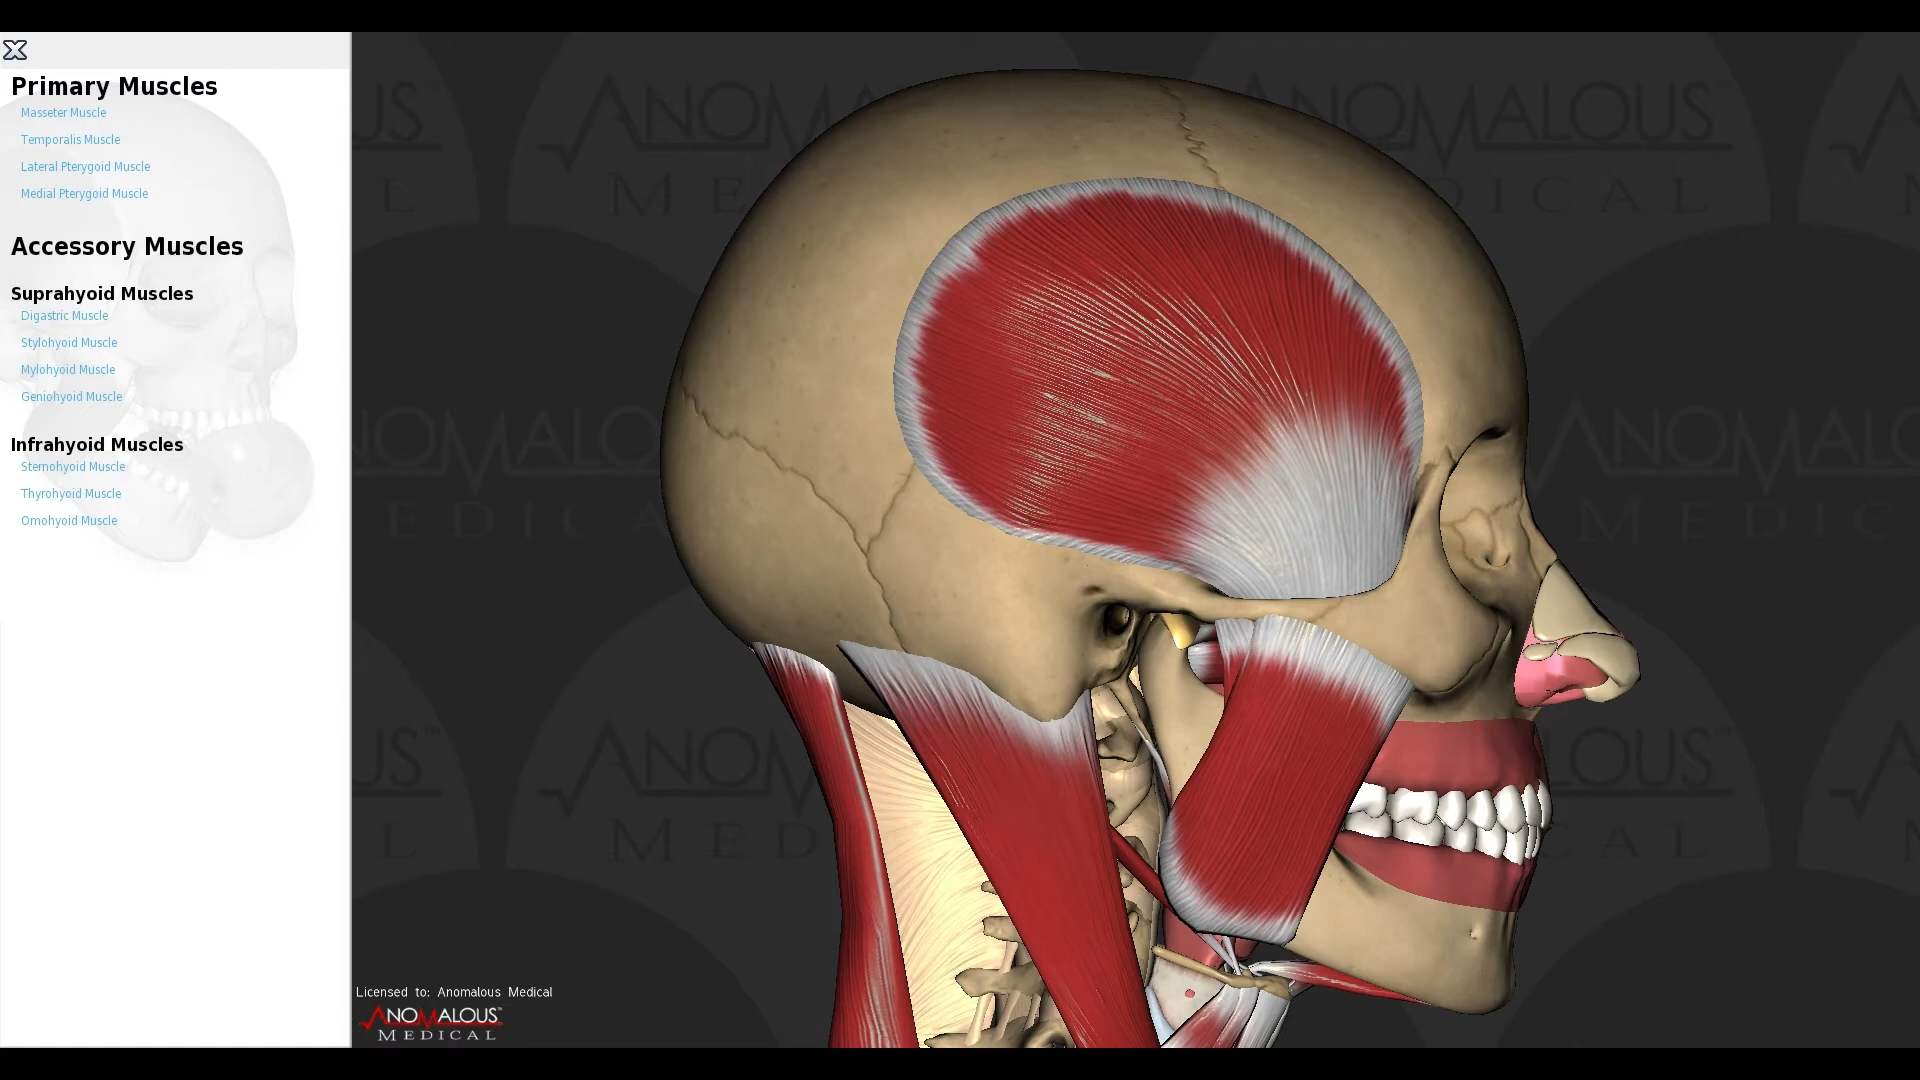 Primary Muscles
Masseter Muscle
Temporalis Muscle
Lateral Pterygoid Muscle
Medial Pterygoid Muscle
Accessory Muscles
Suprahyoid Muscles
Digastric Muscle
Stylohyoid Muscle
Mylohyoid Muscle
Geniohyoid Muscle
Infrahyoid Muscles
Sternohyoid Muscle
Thyrohyoid Muscle
Omohyoid Muscle
Licensed to: Anomalous Medical
ANOMALOUS™
MEDICAL